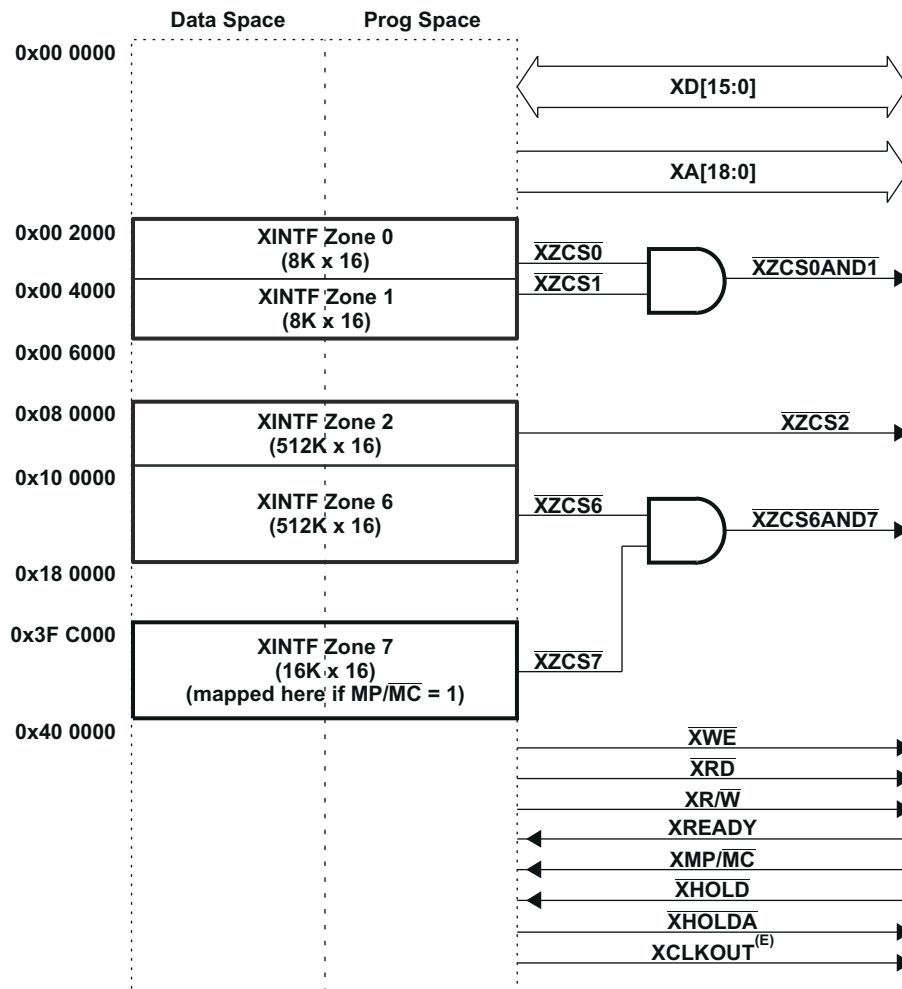 Data Space
Prog Space
0x00 0000
XD[15:0]
XA[18:0]
0x00 2000
XINTF Zone 0
(8K x 16)
XZCS0
XZCS0AND1
0x00 4000
XINTF Zone 1
(8K x 16)
XZCS1
0x00 6000
0x08 0000
XINTF Zone 2
(512K x 16)
XZCS2
0x10 0000
XINTF Zone 6
(512K x 16)
XZCS6
XZCS6AND7
0x18 0000
0x3F C000
XINTF Zone 7
(16K x 16)
(mapped here if MP/MC = 1)
XZCS7
0x40 0000
XWE
XRD
XR/W
XREADY
XMP/MC
XHOLD
XHOLDA
XCLKOUT(E)